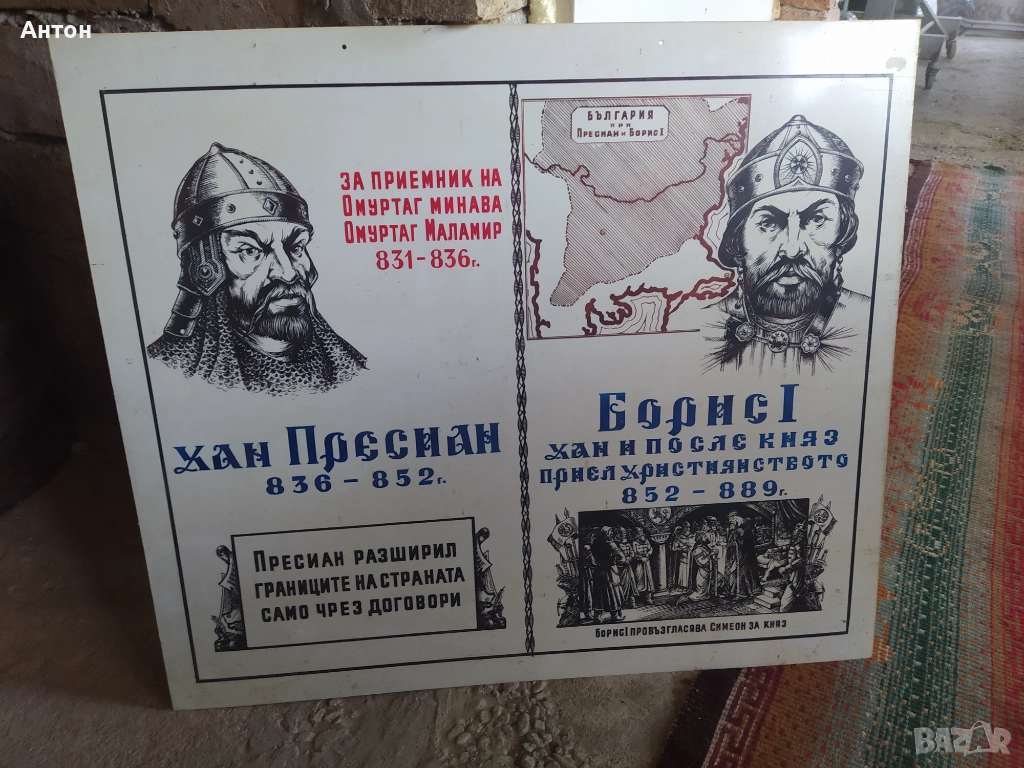 Антон
ЗА ПРИЕМНИК НА
ОМУРТАГ МИНАВА
ОМУРТАГ МАЛАМИР
831-836г.
ХАН ПРЕСИАН
836 - 852г.
ПРЕСИАН РАЗШИРИЛ
ГРАНИЦИТЕ НА СТРАНАТА
САМО ЧРЕЗ ДОГОВОРИ
БЪЛГАРИЯ
ПРИ
ПРЕСИАН И БОРИС I
БОРИС I
ХАН И ПОСЛЕ КНЯЗ
ПРИЕЛ ХРИСТИЯНСТВОТО
852 - 889г.
БОРИС I ПРОВЪЗГЛАСЯВА СИМЕОН ЗА КНЯЗ
BAZAR